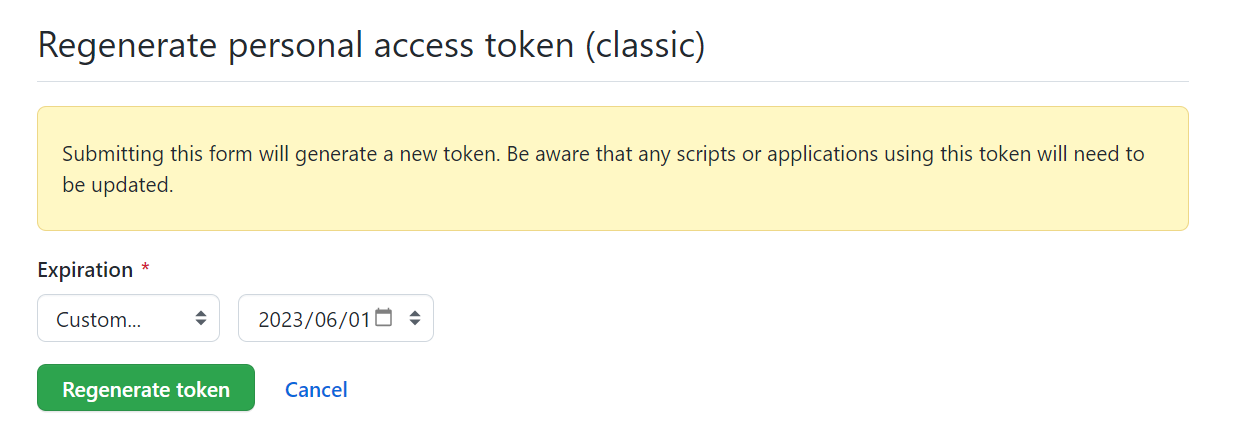 Regenerate personal access token (classic)
Submitting this form will generate a new token. Be aware that any scripts or applications using this token will need to
be updated.
Expiration *
Custom... 2023/06/01
Regenerate token Cancel